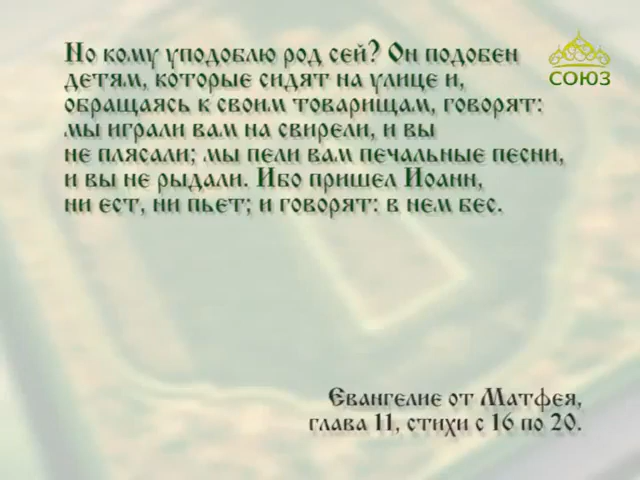 Но кому уподоблю род сей? Он подобен
детям, которые сидят на улице и,
обращаясь к своим товарищам, говорят:
мы играли вам на свирели, и вы
не плясали; мы пели вам печальные песни,
и вы не рыдали. Ибо пришел Иоанн,
ни ест, ни пьет; и говорят: в нем бес.
СОЮЗ
Евангелие от Матфея,
глава 11, стихи с 16 по 20.